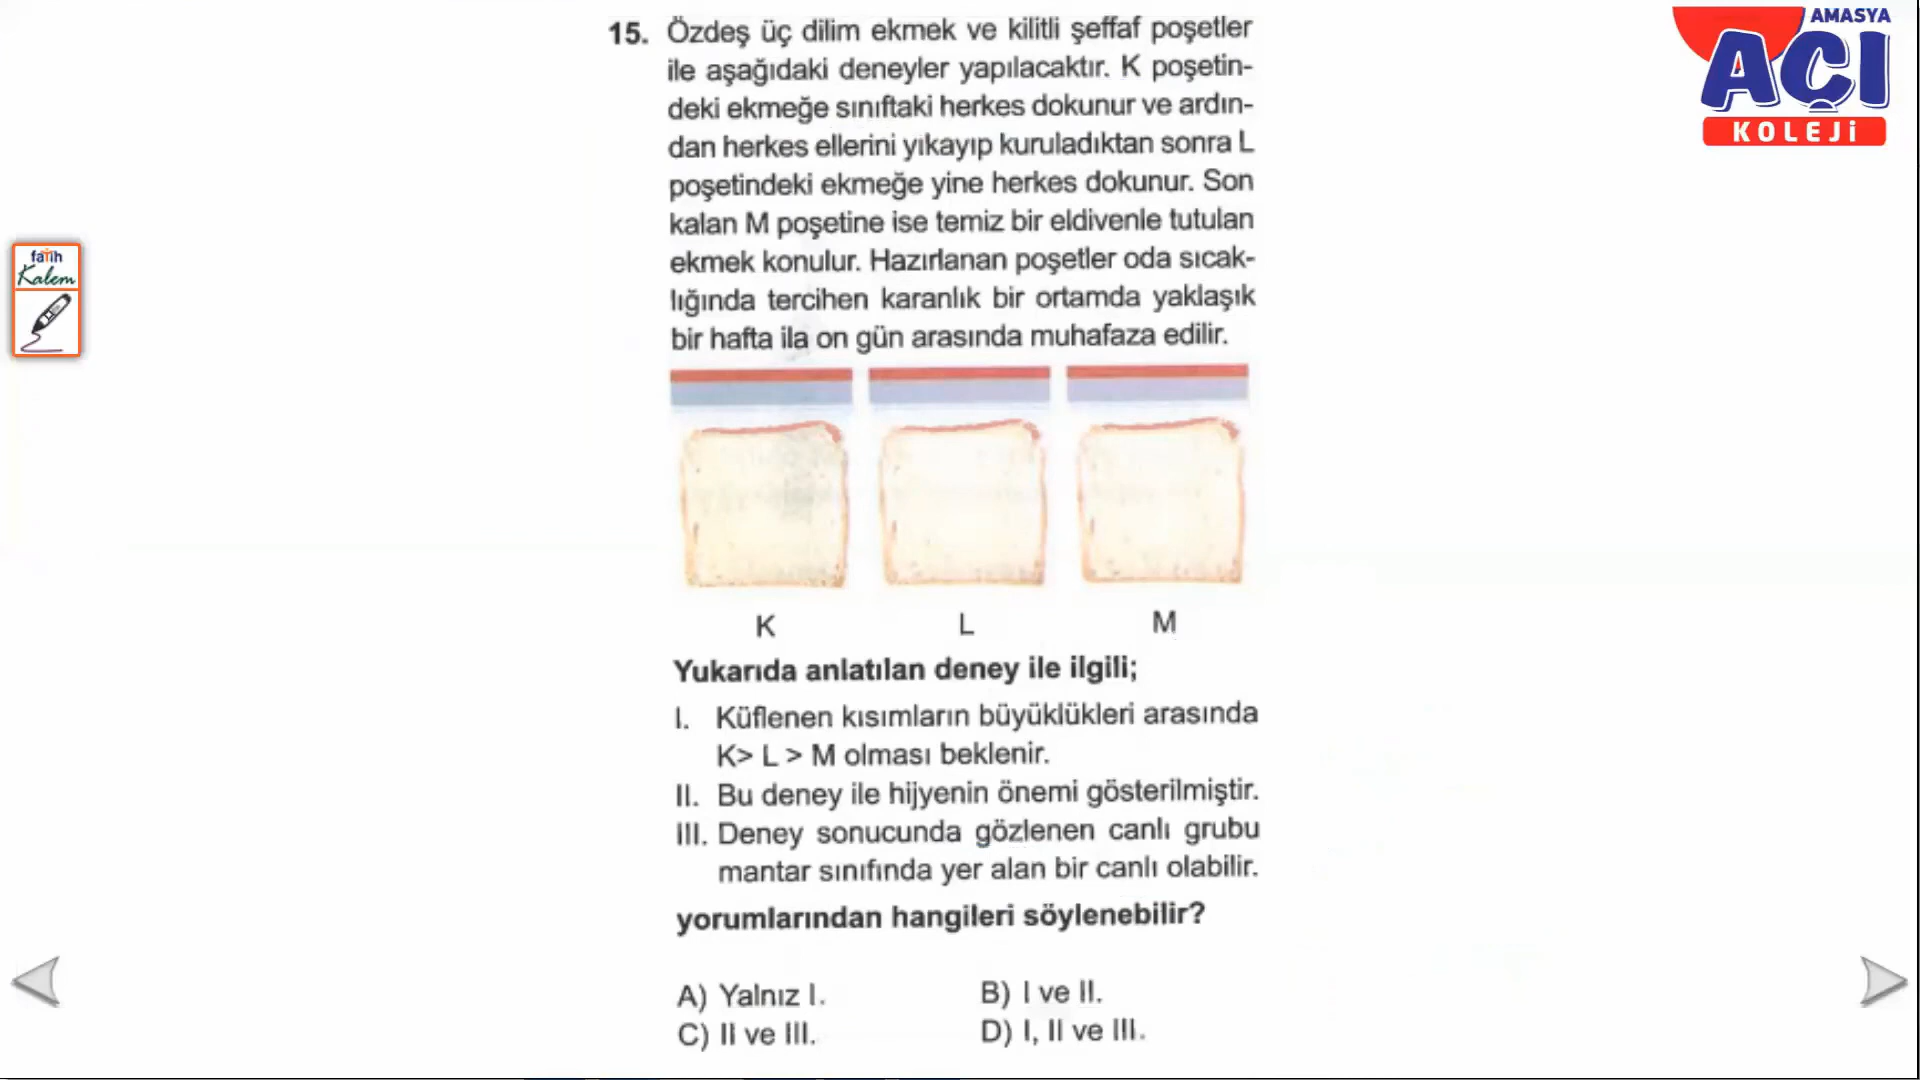 AMASYA
AÇI
KOLEJİ
fatih
Kalem
15. Özdeş üç dilim ekmek ve kilitli şeffaf poşetler
ile aşağıdaki deneyler yapılacaktır. K poşetin-
deki ekmeğe sınıftaki herkes dokunur ve ardın-
dan herkes ellerini yıkayıp kuruladıktan sonra L
poşetindeki ekmeğe yine herkes dokunur. Son
kalan M poşetine ise temiz bir eldivenle tutulan
ekmek konulur. Hazırlanan poşetler oda sıcak-
lığında tercihen karanlık bir ortamda yaklaşık
bir hafta ila on gün arasında muhafaza edilir.
K L M
Yukarıda anlatılan deney ile ilgili;
I. Küflenen kısımların büyüklükleri arasında
K> L > M olması beklenir.
II. Bu deney ile hijyenin önemi gösterilmiştir.
III. Deney sonucunda gözlenen canlı grubu
mantar sınıfında yer alan bir canlı olabilir.
yorumlarından hangileri söylenebilir?
A) Yalnız I. B) I ve II.
C) II ve III. D) I, II ve III.